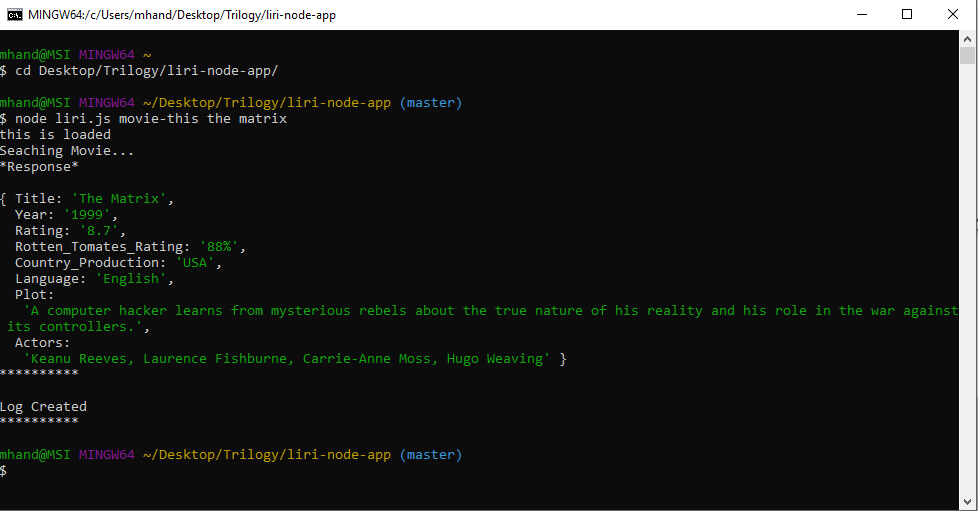 MINGW64:/c/Users/mhand/Desktop/Trilogy/liri-node-app
mhand@MSI MINGW64 ~
$ cd Desktop/Trilogy/liri-node-app/
mhand@MSI MINGW64 ~/Desktop/Trilogy/liri-node-app (master)
$ node liri.js movie-this the matrix
this is loaded
Seaching Movie...
*Response*
{ Title: 'The Matrix',
  Year: '1999',
  Rating: '8.7',
  Rotten_Tomates_Rating: '88%',
  Country_Production: 'USA',
  Language: 'English',
  Plot:
   'A computer hacker learns from mysterious rebels about the true nature of his reality and his role in the war against
 its controllers.',
  Actors:
   'Keanu Reeves, Laurence Fishburne, Carrie-Anne Moss, Hugo Weaving' }
**********
Log Created
**********
mhand@MSI MINGW64 ~/Desktop/Trilogy/liri-node-app (master)
$